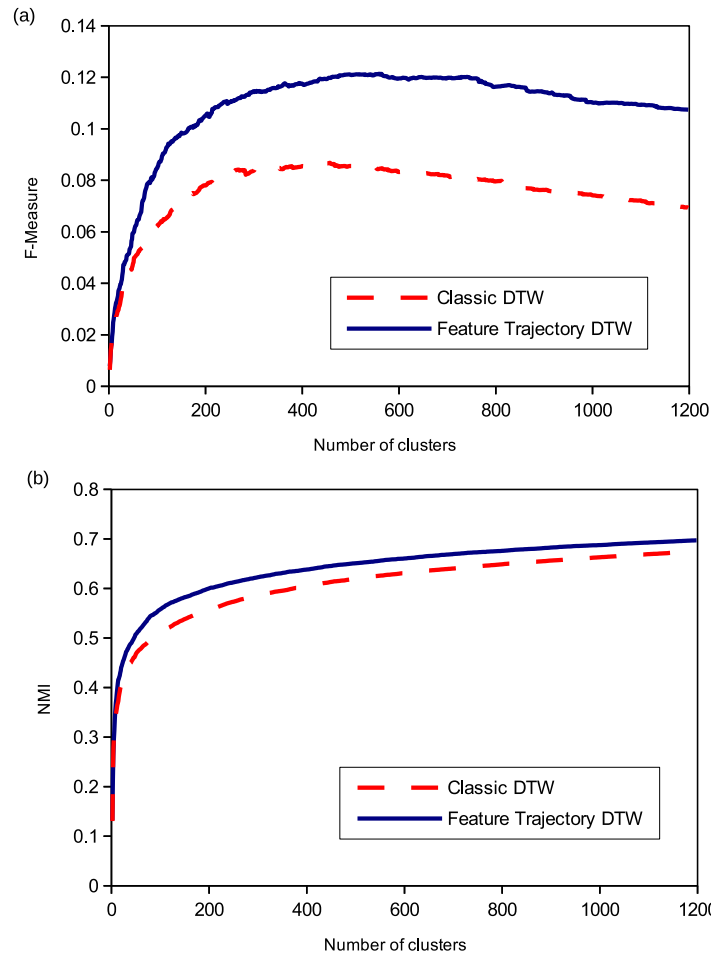 (a)
0.14
0.12
0.1
0.08
0.06
0.04
0.02
0
F-Measure
Classic DTW
Feature Trajectory DTW
0 200 400 600 800 1000 1200
Number of clusters
(b)
0.8
0.7
0.6
0.5
0.4
0.3
0.2
0.1
0
NMI
Classic DTW
Feature Trajectory DTW
0 200 400 600 800 1000 1200
Number of clusters